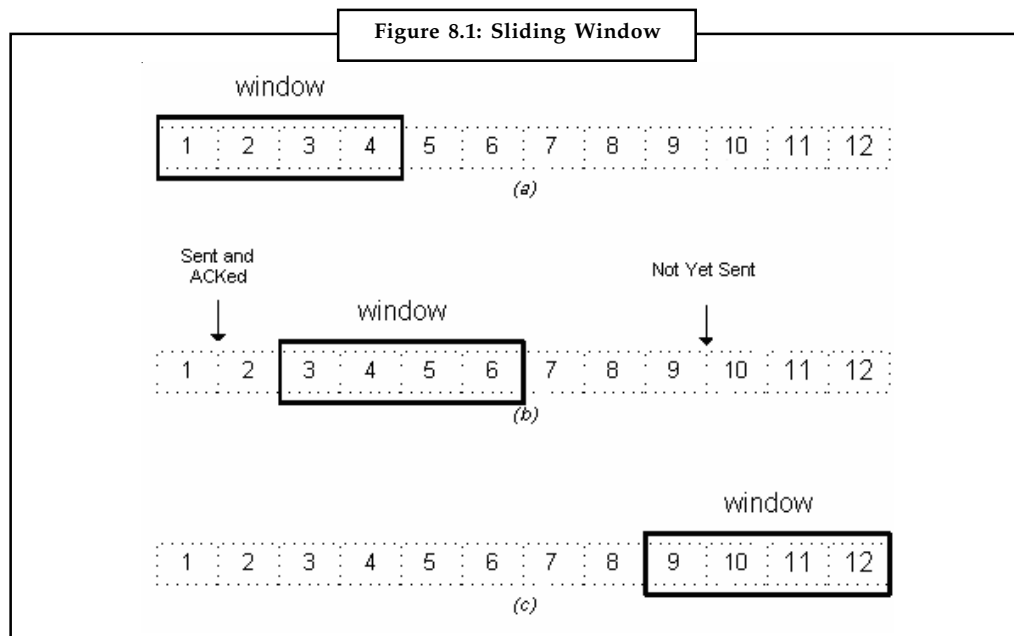 Figure 8.1: Sliding Window
window
1 2 3 4 5 6 7 8 9 10 11 12
(a)
Sent and
ACKed
Not Yet Sent
window
1 2 3 4 5 6 7 8 9 10 11 12
(b)
window
1 2 3 4 5 6 7 8 9 10 11 12
(c)